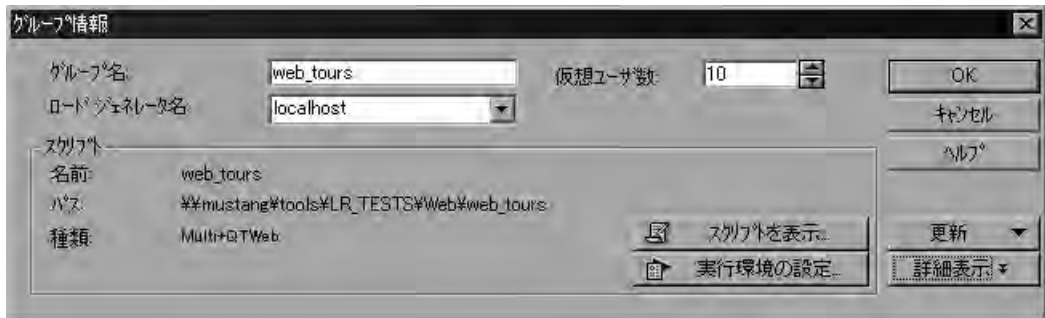 グループ情報
グループ名: web_tours 仮想ユーザ数: 10 OK
ロード ジェネレータ名: localhost キャンセル
スクリプト ヘルプ
名前: web_tours
パス: ¥¥mustang¥tools¥LR_TESTS¥Web¥web_tours
種類: Multi+QTWeb
スクリプトを表示... 更新
実行環境の設定... 詳細表示